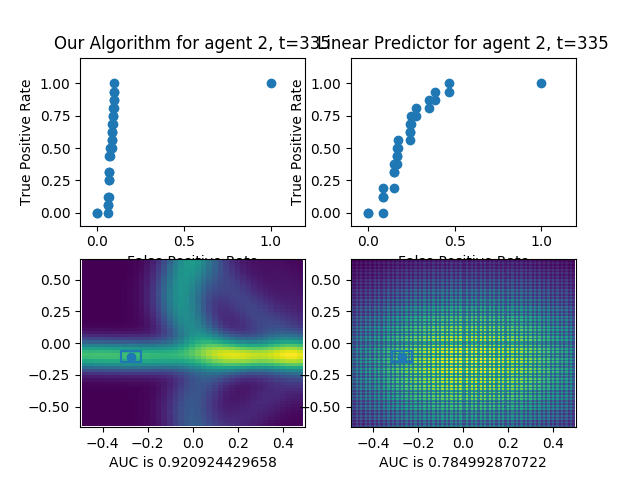 Our Algorithm for agent 2, t=335
Linear Predictor for agent 2, t=335
True Positive Rate
1.00
0.75
0.50
0.25
0.00
0.0 0.5 1.0
False Positive Rate
True Positive Rate
1.00
0.75
0.50
0.25
0.00
0.0 0.5 1.0
False Positive Rate
0.50
0.25
0.00
−0.25
−0.50
−0.4 −0.2 0.0 0.2 0.4
AUC is 0.920924429658
0.50
0.25
0.00
−0.25
−0.50
−0.4 −0.2 0.0 0.2 0.4
AUC is 0.784992870722